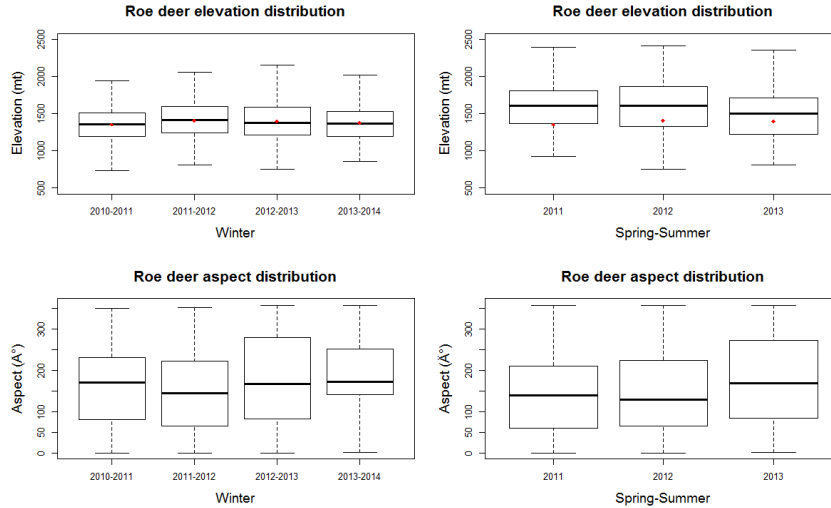 Roe deer elevation distribution
Elevation (mt)
2500
2000
1500
1000
500
2010-2011 2011-2012 2012-2013 2013-2014
Winter
Roe deer elevation distribution
Elevation (mt)
2500
2000
1500
1000
500
2011 2012 2013
Spring-Summer
Roe deer aspect distribution
Aspect (Â°)
300
200
100
50
0
2010-2011 2011-2012 2012-2013 2013-2014
Winter
Roe deer aspect distribution
Aspect (Â°)
300
200
100
50
0
2011 2012 2013
Spring-Summer